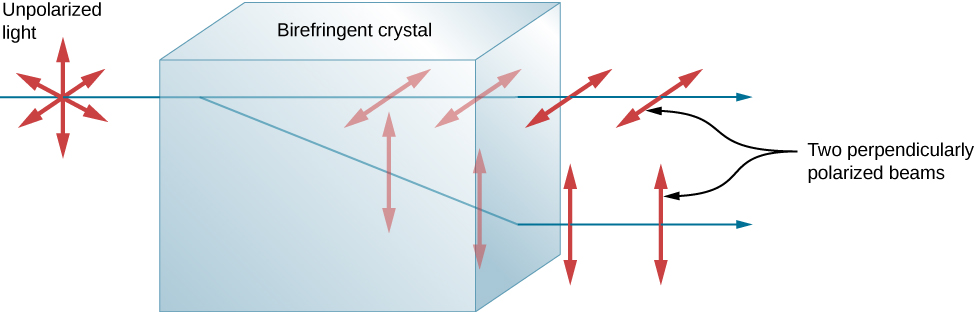 Unpolarized
light
Birefringent crystal
Two perpendicularly
polarized beams